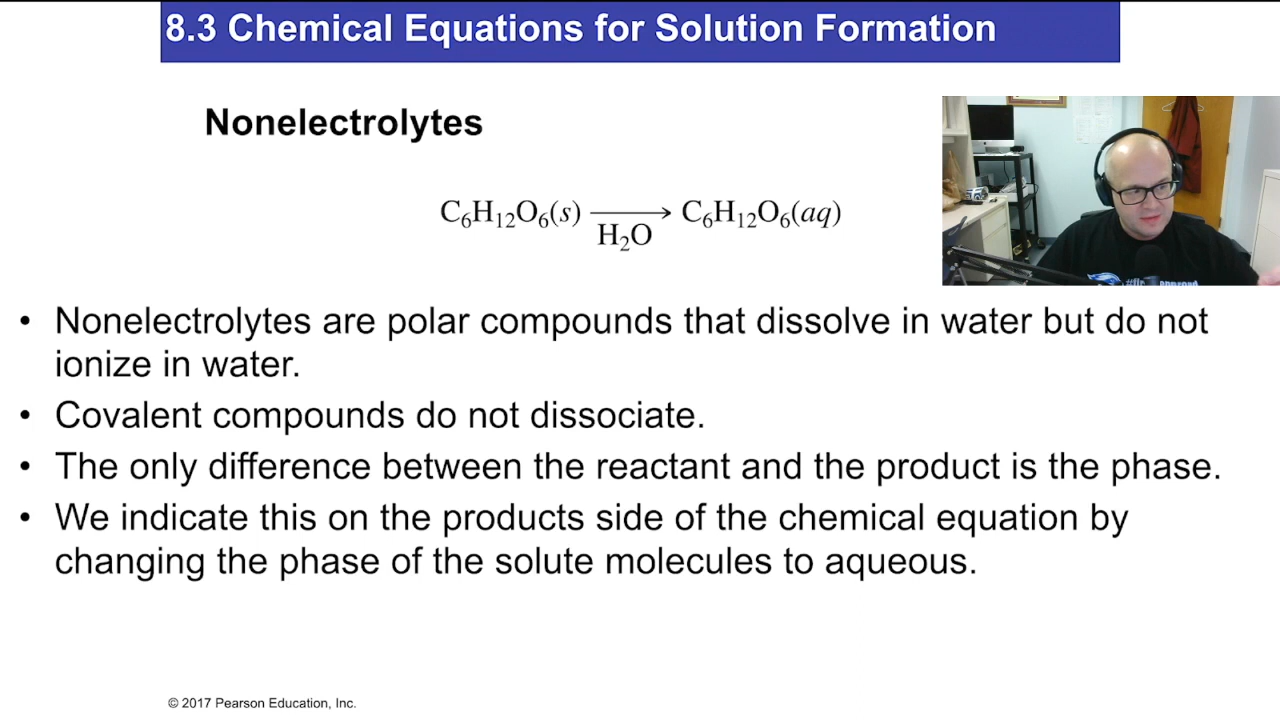 8.3 Chemical Equations for Solution Formation
Nonelectrolytes
C₆H₁₂O₆(s) ⟶ C₆H₁₂O₆(aq)
H₂O
• Nonelectrolytes are polar compounds that dissolve in water but do not
ionize in water.
• Covalent compounds do not dissociate.
• The only difference between the reactant and the product is the phase.
• We indicate this on the products side of the chemical equation by
changing the phase of the solute molecules to aqueous.
© 2017 Pearson Education, Inc.